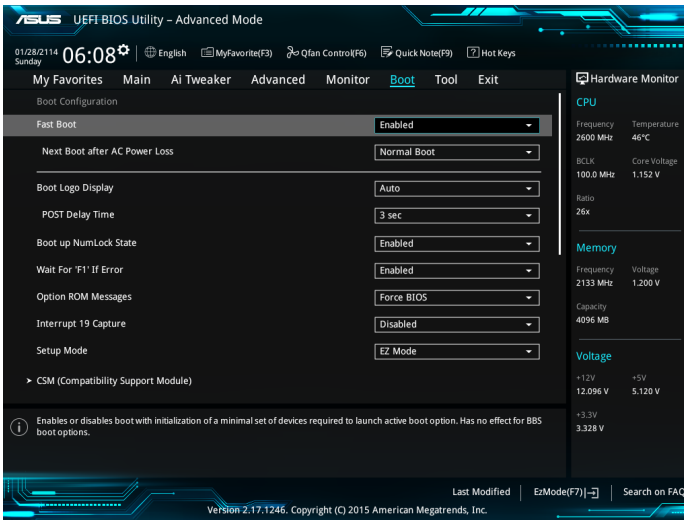 ASUS UEFI BIOS Utility – Advanced Mode
01/28/2114 Sunday 06:08 English MyFavorite(F3) Qfan Control(F6) Quick Note(F9) ? Hot Keys
My Favorites Main Ai Tweaker Advanced Monitor Boot Tool Exit
Hardware Monitor
Boot Configuration
Fast Boot Enabled
Next Boot after AC Power Loss Normal Boot
Boot Logo Display Auto
POST Delay Time 3 sec
Boot up NumLock State Enabled
Wait For 'F1' If Error Enabled
Option ROM Messages Force BIOS
Interrupt 19 Capture Disabled
Setup Mode EZ Mode
> CSM (Compatibility Support Module)
CPU
Frequency Temperature
2600 MHz 46°C
BCLK Core Voltage
100.0 MHz 1.152 V
Ratio
26x
Memory
Frequency Voltage
2133 MHz 1.200 V
Capacity
4096 MB
Voltage
+12V +5V
12.096 V 5.120 V
+3.3V
3.328 V
i Enables or disables boot with initialization of a minimal set of devices required to launch active boot option. Has no effect for BBS
boot options.
Last Modified EzMode(F7) Search on FAQ
Version 2.17.1246. Copyright (C) 2015 American Megatrends, Inc.